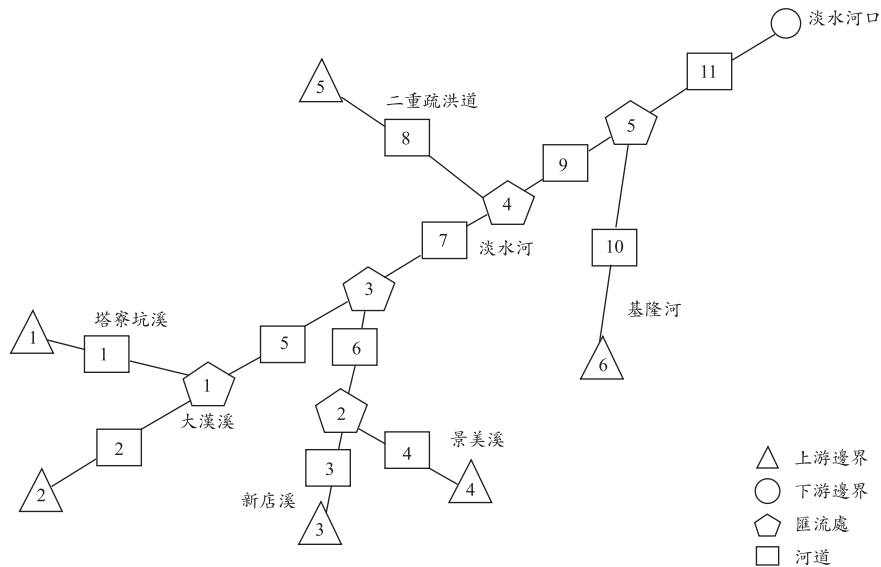 淡水河口
11
5
二重疏洪道
5
8
9
4
7
淡水河
10
3
基隆河
塔寮坑溪
1
1
5
6
6
1
大漢溪
2
2
景美溪
4
2
3
4
新店溪
3
上游邊界
下游邊界
匯流處
河道